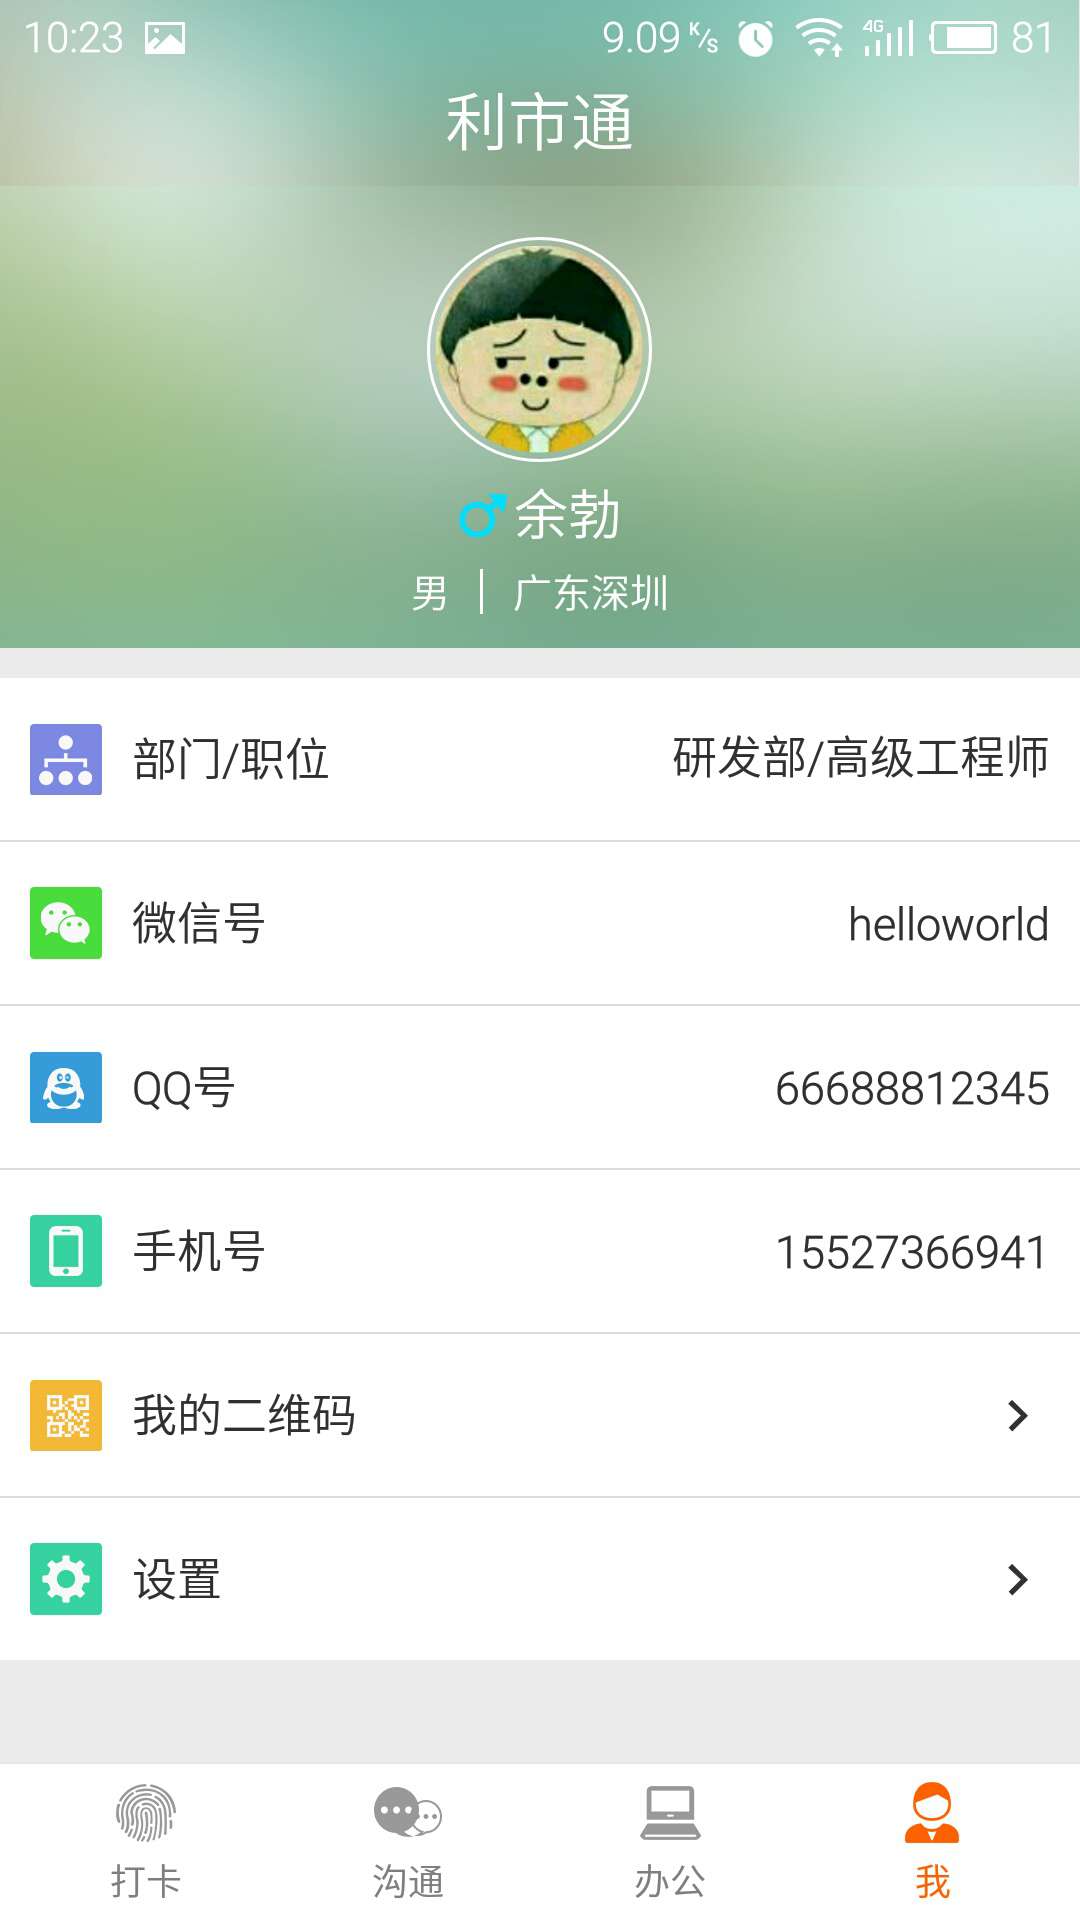 10:23 9.09 K/s 4G 81
利市通
余勃
男 广东深圳
部门/职位 研发部/高级工程师
微信号 helloworld
QQ号 66688812345
手机号 15527366941
我的二维码
设置
打卡 沟通 办公 我